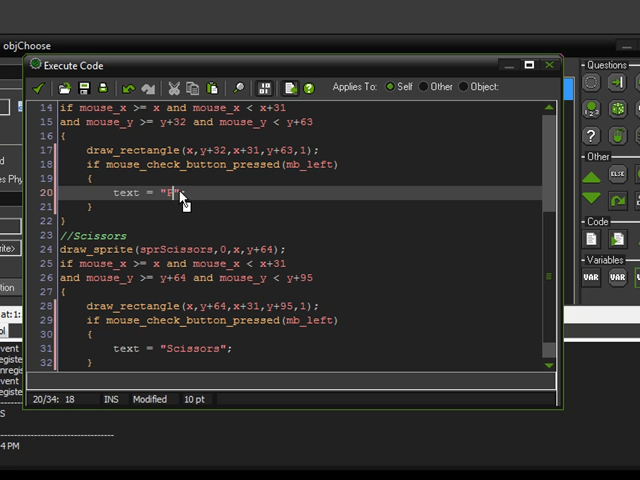 objChoose
Execute Code
Questions
Applies To: Self Other Object:
14 if mouse_x >= x and mouse_x < x+31
15 and mouse_y >= y+32 and mouse_y < y+63
16 {
17 draw_rectangle(x,y+32,x+31,y+63,1);
18 if mouse_check_button_pressed(mb_left)
19 {
20 text = "P";
21 }
22 }
23 //Scissors
24 draw_sprite(sprScissors,0,x,y+64);
25 if mouse_x >= x and mouse_x < x+31
26 and mouse_y >= y+64 and mouse_y < y+95
27 {
28 draw_rectangle(x,y+64,x+31,y+95,1);
29 if mouse_check_button_pressed(mb_left)
30 {
31 text = "Scissors";
32 }
20/34: 18 INS Modified 10 pt
Other
ELSE
Code
Variables
VAR VAR
4 PM